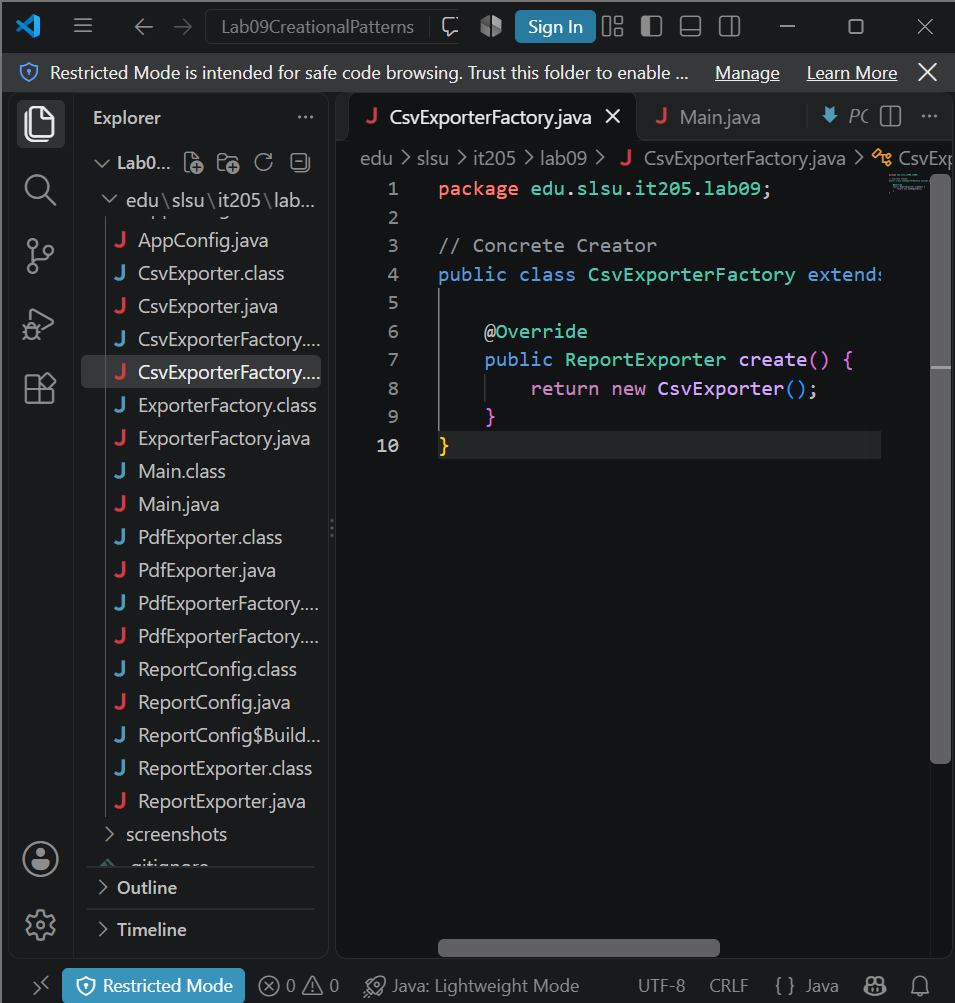 Lab09CreationalPatterns
Sign In
Restricted Mode is intended for safe code browsing. Trust this folder to enable ... Manage Learn More
Explorer
Lab0...
edu\slsu\it205\lab...
AppConfig.java
CsvExporter.class
CsvExporter.java
CsvExporterFactory....
CsvExporterFactory....
ExporterFactory.class
ExporterFactory.java
Main.class
Main.java
PdfExporter.class
PdfExporter.java
PdfExporterFactory....
PdfExporterFactory....
ReportConfig.class
ReportConfig.java
ReportConfig$Build...
ReportExporter.class
ReportExporter.java
screenshots
.gitignore
Outline
Timeline
CsvExporterFactory.java
Main.java
PC
edu > slsu > it205 > lab09 > CsvExporterFactory.java > CsvExp
1 package edu.slsu.it205.lab09;
2
3 // Concrete Creator
4 public class CsvExporterFactory extends
5
6 @Override
7 public ReportExporter create() {
8 return new CsvExporter();
9 }
10 }
Restricted Mode 0 0 Java: Lightweight Mode UTF-8 CRLF { } Java